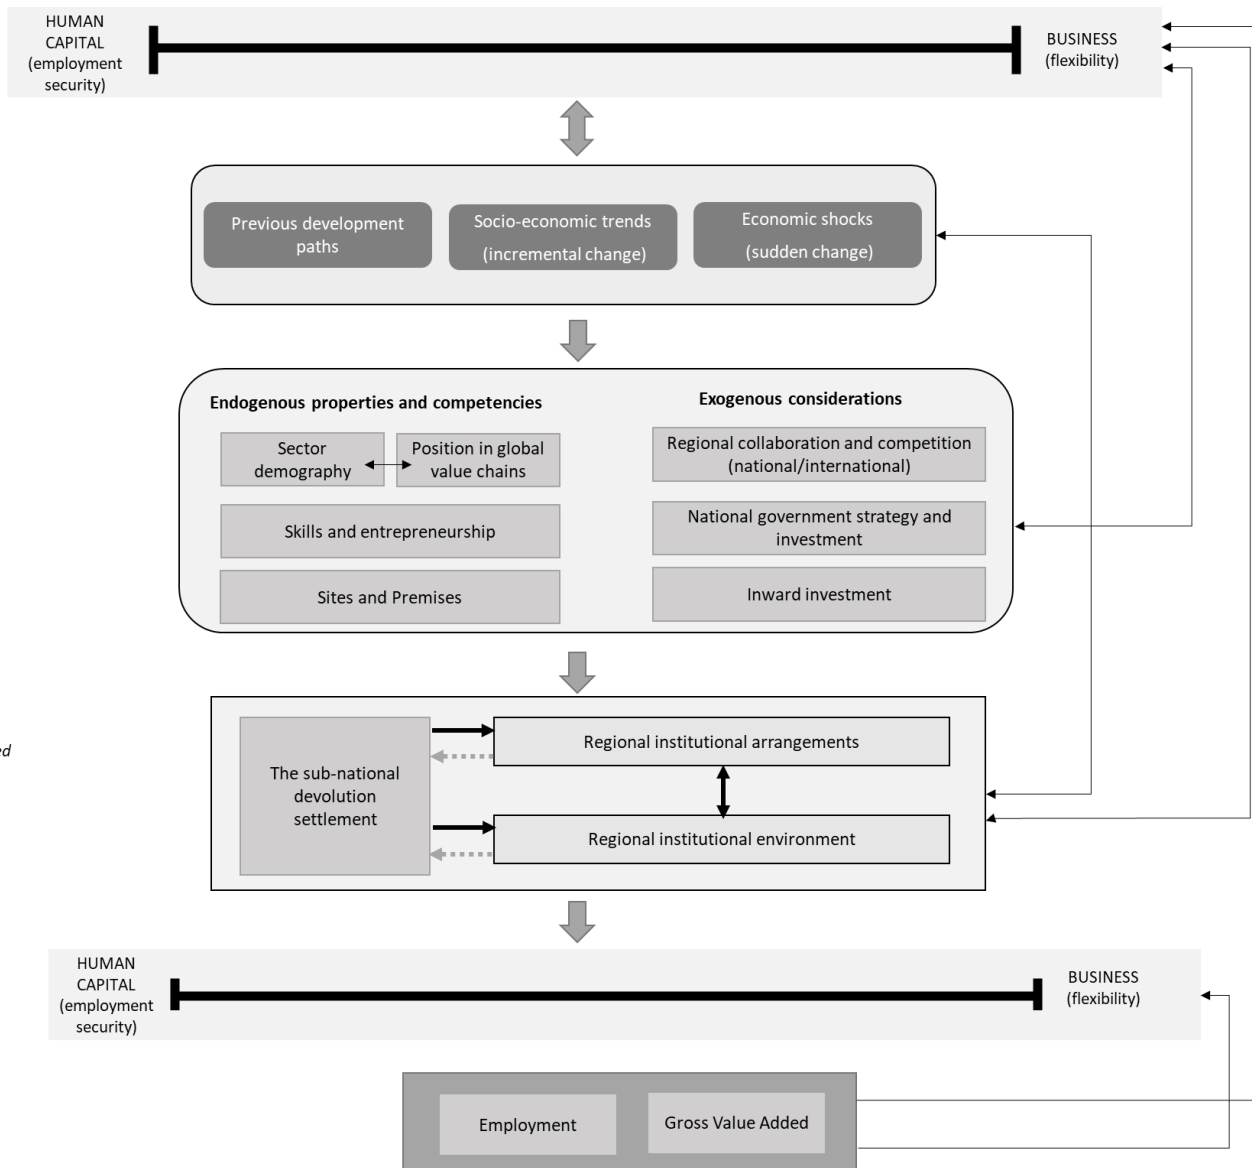 HUMAN
CAPITAL
(employment
security)
BUSINESS
(flexibility)
Previous development
paths
Socio-economic trends
(incremental change)
Economic shocks
(sudden change)
Endogenous properties and competencies
Exogenous considerations
Sector
demography
Position in global
value chains
Regional collaboration and competition
(national/international)
Skills and entrepreneurship
National government strategy and
investment
Sites and Premises
Inward investment
ed
The sub-national
devolution
settlement
Regional institutional arrangements
Regional institutional environment
HUMAN
CAPITAL
(employment
security)
BUSINESS
(flexibility)
Employment
Gross Value Added